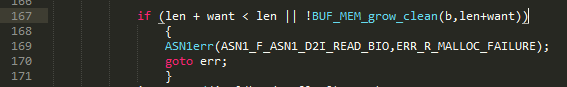 167 if (len + want < len || !BUF_MEM_grow_clean(b,len+want))
168 {
169 ASN1err(ASN1_F_ASN1_D2I_READ_BIO,ERR_R_MALLOC_FAILURE);
170 goto err;
171 }